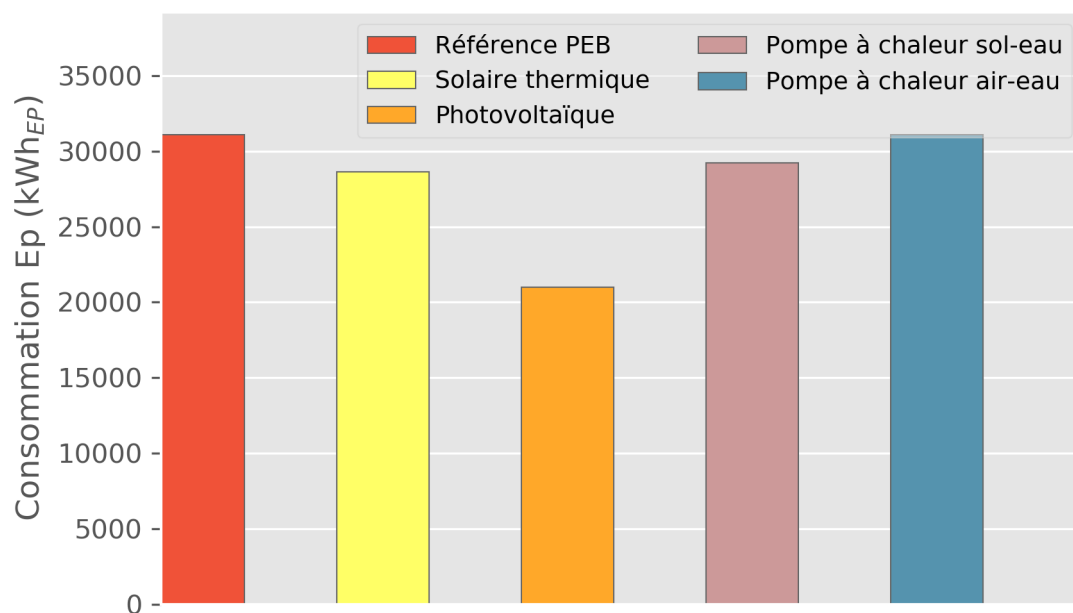 Référence PEB
Solaire thermique
Photovoltaïque
Pompe à chaleur sol-eau
Pompe à chaleur air-eau
Consommation Ep (kWhEP)
35000
30000
25000
20000
15000
10000
5000
0